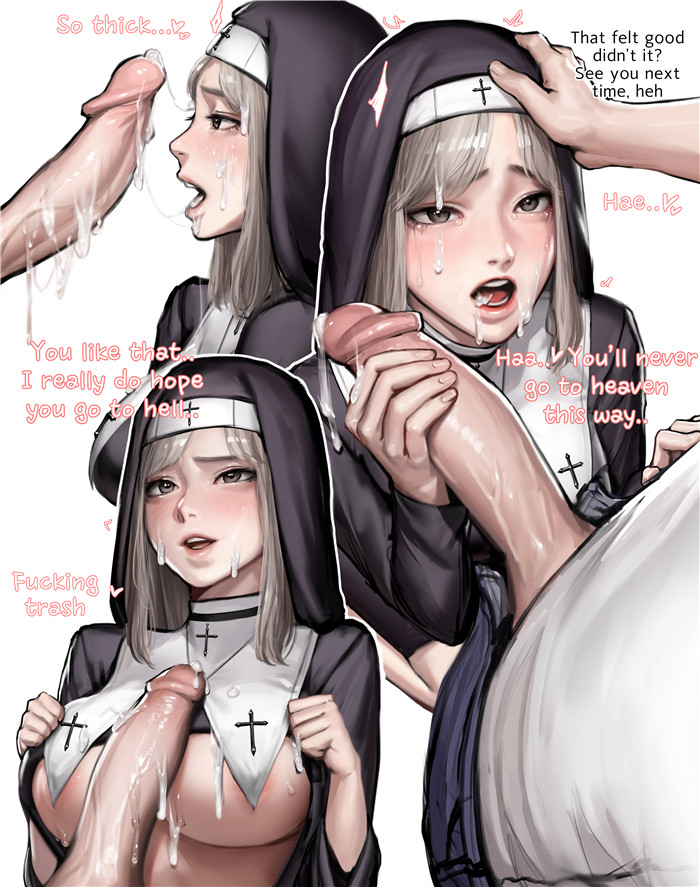 So thick...
That felt good
didn't it?
See you next
time, heh
Hae..
You like that..
I really do hope
you go to hell..
Haa.. You'll never
go to heaven
this way..
Fucking
trash